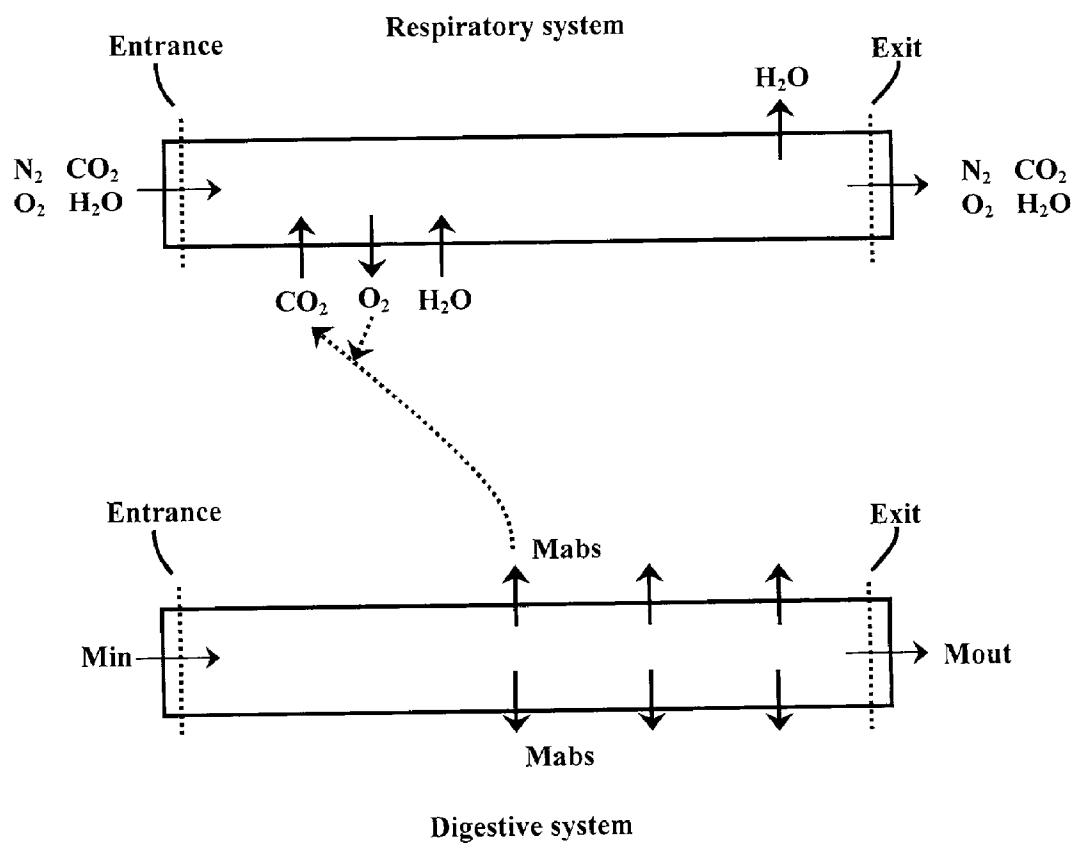 Respiratory system
Entrance
Exit
H₂O
N₂ CO₂
O₂ H₂O
N₂ CO₂
O₂ H₂O
CO₂ O₂ H₂O
Entrance
Exit
Mabs
Min
Mout
Mabs
Digestive system